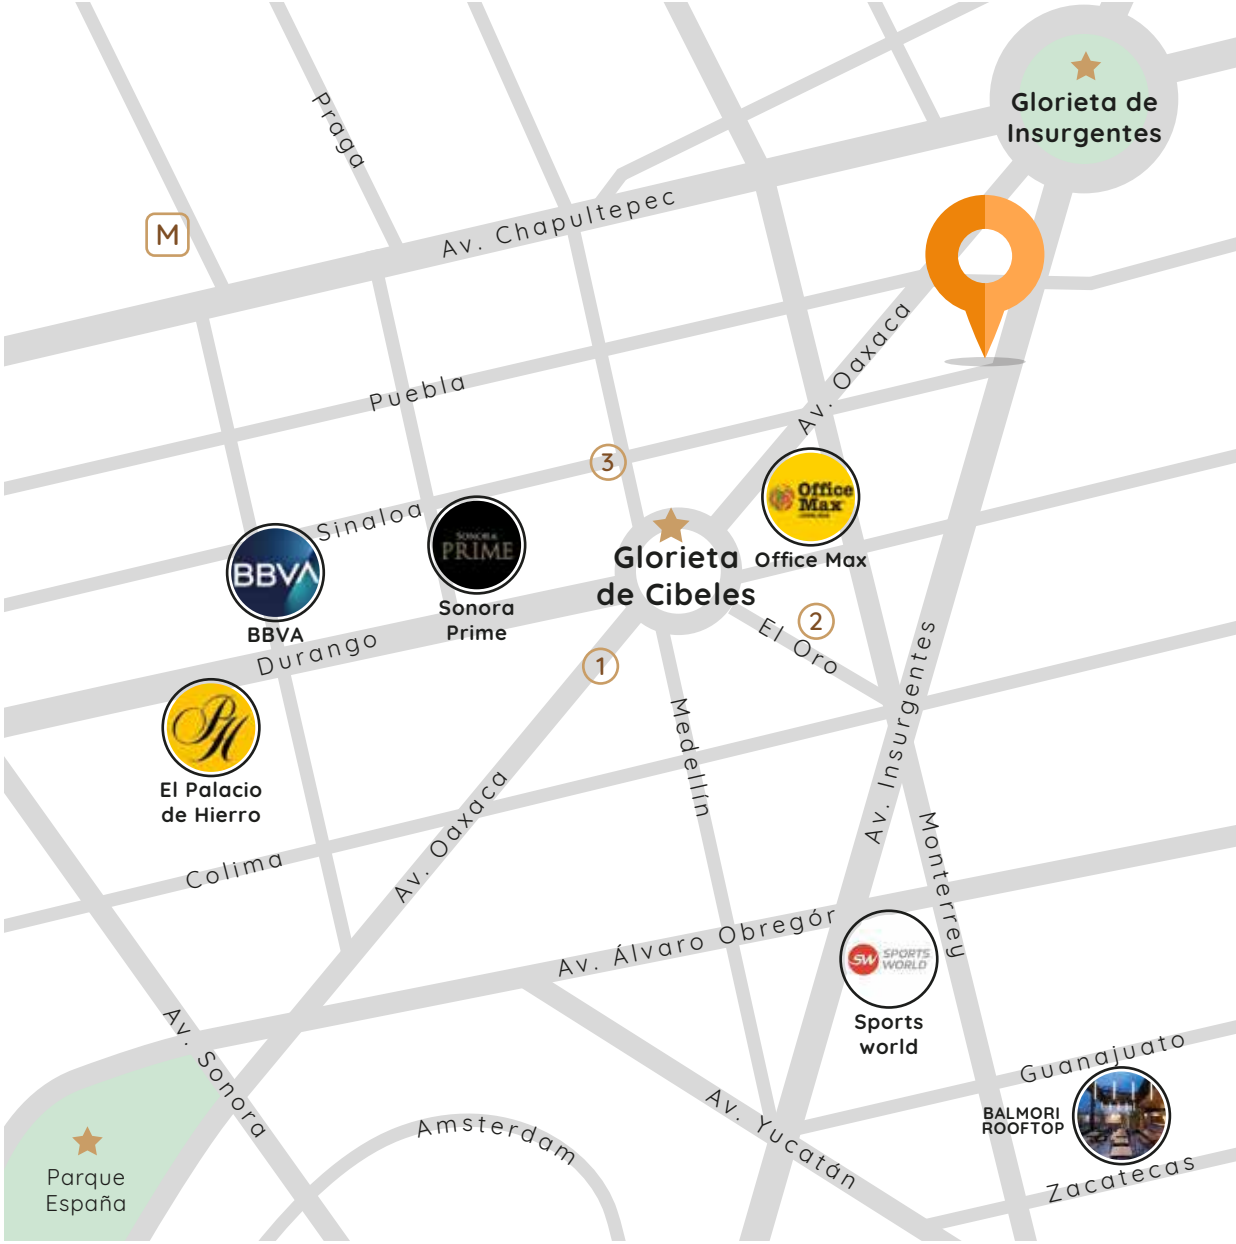 Glorieta de
Insurgentes
Praga
M
Av. Chapultepec
Av. Oaxaca
Puebla
3
Sinaloa
Office
Max
Office Max
SONORA
PRIME
Sonora
Prime
BBVA
BBVA
Glorieta
de Cibeles
Durango
1
2
El Oro
PH
El Palacio
de Hierro
Medellín
Av. Insurgentes
Av. Oaxaca
Colima
Monterrey
Av. Álvaro Obregór
SW SPORTS
WORLD
Sports
world
Av. Sonora
Guanajuato
BALMORI
ROOFTOP
Av. Yucatán
Amsterdam
Zacatecas
Parque
España